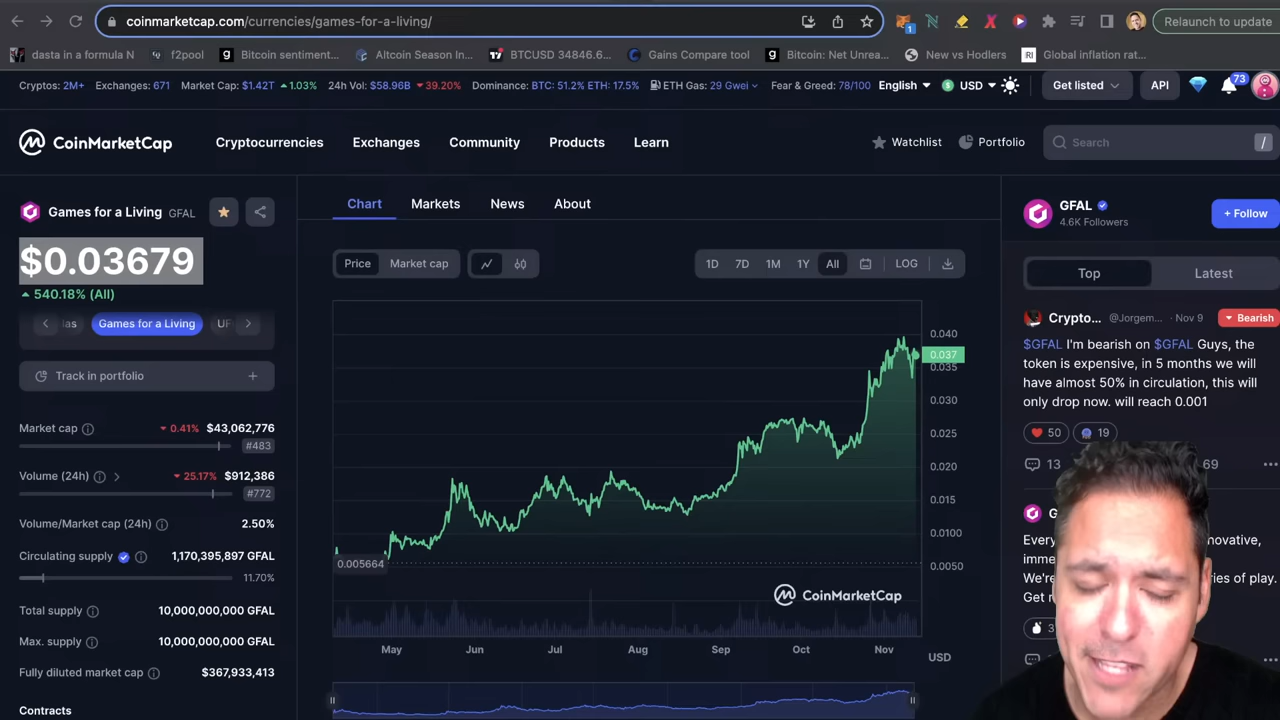 coinmarketcap.com/currencies/games-for-a-living/
Relaunch to update
1
dasta in a formula N
f2pool
Bitcoin sentiment...
Altcoin Season In...
BTCUSD 34846.6...
Gains Compare tool
Bitcoin: Net Unrea...
New vs Hodlers
Global inflation rat...
Cryptos: 2M+ Exchanges: 671 Market Cap: $1.42T 1.03% 24h Vol: $58.96B 39.20% Dominance: BTC: 51.2% ETH: 17.5% ETH Gas: 29 Gwei Fear & Greed: 78/100
English
USD
Get listed
API
73
CoinMarketCap
Cryptocurrencies
Exchanges
Community
Products
Learn
Watchlist
Portfolio
Search
/
Games for a Living GFAL
$0.03679
540.18% (All)
las
Games for a Living
UF
Track in portfolio
+
Market cap 0.41% $43,062,776
#483
Volume (24h) 25.17% $912,386
#772
Volume/Market cap (24h) 2.50%
Circulating supply 1,170,395,897 GFAL
11.70%
Total supply 10,000,000,000 GFAL
Max. supply 10,000,000,000 GFAL
Fully diluted market cap $367,933,413
Contracts
Chart Markets News About
Price Market cap
1D 7D 1M 1Y All LOG
0.040
0.037
0.035
0.030
0.025
0.020
0.015
0.0100
0.0050
0.005664
CoinMarketCap
May Jun Jul Aug Sep Oct Nov
USD
GFAL
4.6K Followers
+ Follow
Top Latest
Crypto... @Jorgem... · Nov 9 Bearish
$GFAL I'm bearish on $GFAL Guys, the
token is expensive, in 5 months we will
have almost 50% in circulation, this will
only drop now. will reach 0.001
50 19
13 69
G
Every novative,
imme
We're ries of play.
Get
3